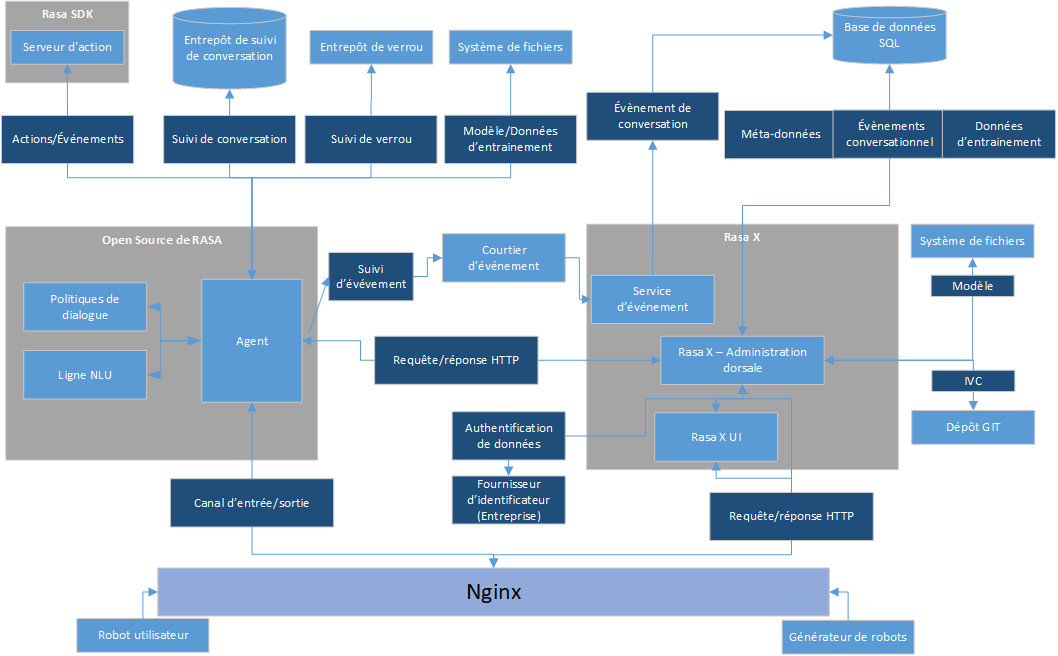 Rasa SDK
Serveur d'action
Entrepôt de suivi
de conversation
Entrepôt de verrou
Système de fichiers
Base de données
SQL
Actions/Événements
Suivi de conversation
Suivi de verrou
Modèle/Données
d'entrainement
Évènement de
conversation
Méta-données
Évènements
conversationnel
Données
d'entrainement
Open Source de RASA
Politiques de
dialogue
Ligne NLU
Agent
Suivi
d'évévement
Courtier
d'événement
Rasa X
Service
d'événement
Rasa X – Administration
dorsale
Rasa X UI
Système de fichiers
Modèle
IVC
Dépôt GIT
Requête/réponse HTTP
Authentification
de données
Fournisseur
d'identificateur
(Entreprise)
Canal d'entrée/sortie
Requête/réponse HTTP
Nginx
Robot utilisateur
Générateur de robots